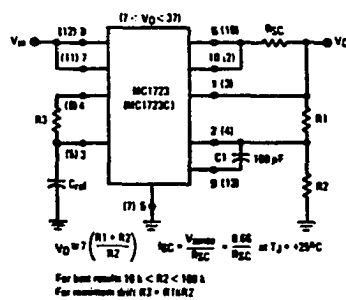 (7 < VO < 37)
Vin
(12) 8
(11) 7
MC1723
(MC1723C)
6 (10)
RSC
VO
1 (3)
R3
4
(5) 3
2 (4)
C1
100 pF
9 (13)
R1
R2
Cref
(7) 5
VO = 7 ( R1 + R2 / R2 )
ISC = Vsense / RSC = 0.66 / RSC at TJ = +25°C
For best results 10 k < R2 < 100 k
For minimum drift R3 = R1||R2